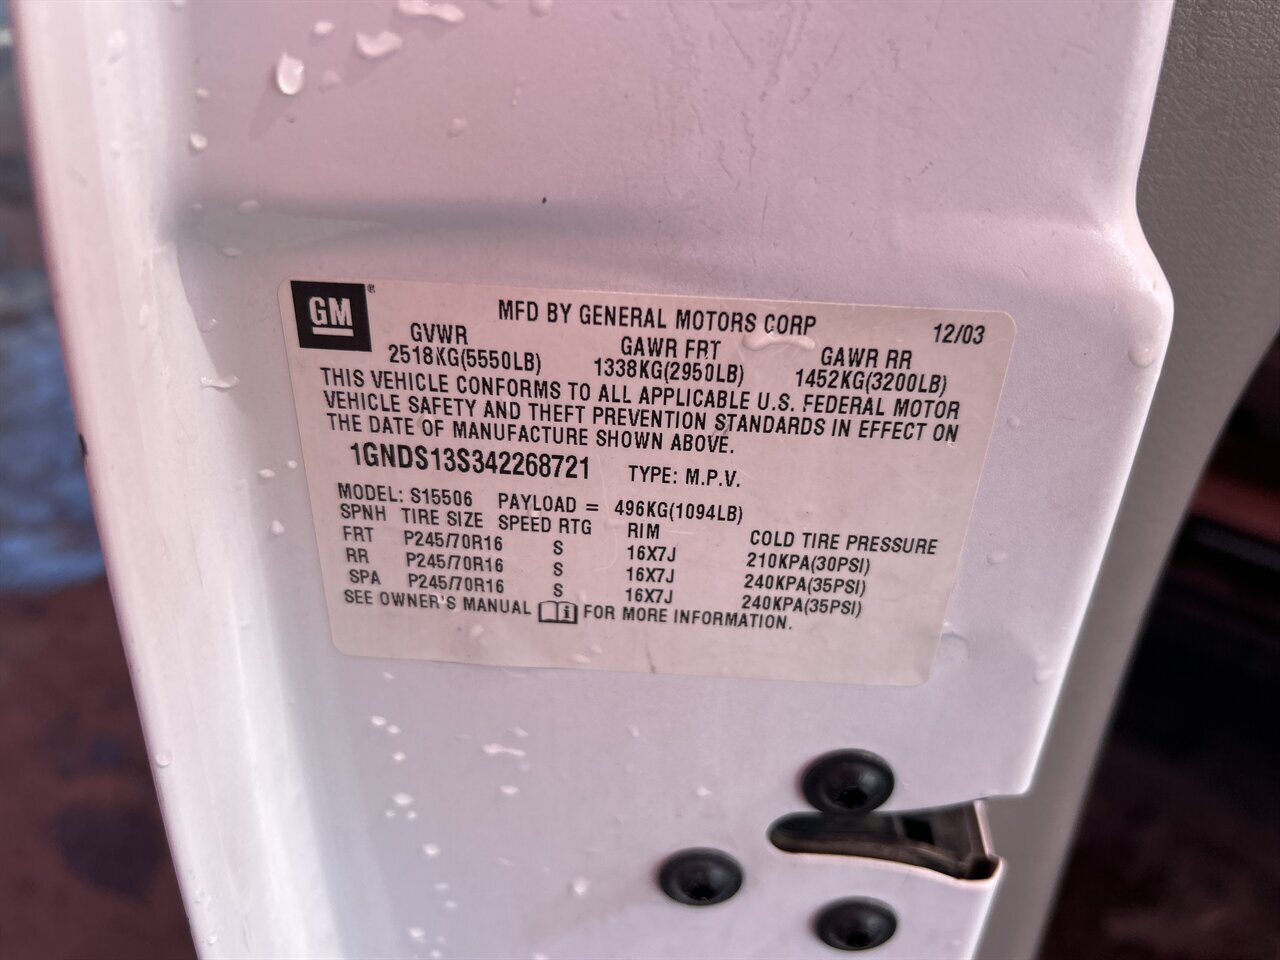 GM®
MFD BY GENERAL MOTORS CORP 12/03
GVWR GAWR FRT GAWR RR
2518KG(5550LB) 1338KG(2950LB) 1452KG(3200LB)
THIS VEHICLE CONFORMS TO ALL APPLICABLE U.S. FEDERAL MOTOR
VEHICLE SAFETY AND THEFT PREVENTION STANDARDS IN EFFECT ON
THE DATE OF MANUFACTURE SHOWN ABOVE.
1GNDS13S342268721 TYPE: M.P.V.
MODEL: S15506 PAYLOAD = 496KG(1094LB)
SPNH TIRE SIZE SPEED RTG RIM COLD TIRE PRESSURE
FRT P245/70R16 S 16X7J 210KPA(30PSI)
RR P245/70R16 S 16X7J 240KPA(35PSI)
SPA P245/70R16 S 16X7J 240KPA(35PSI)
SEE OWNER'S MANUAL FOR MORE INFORMATION.